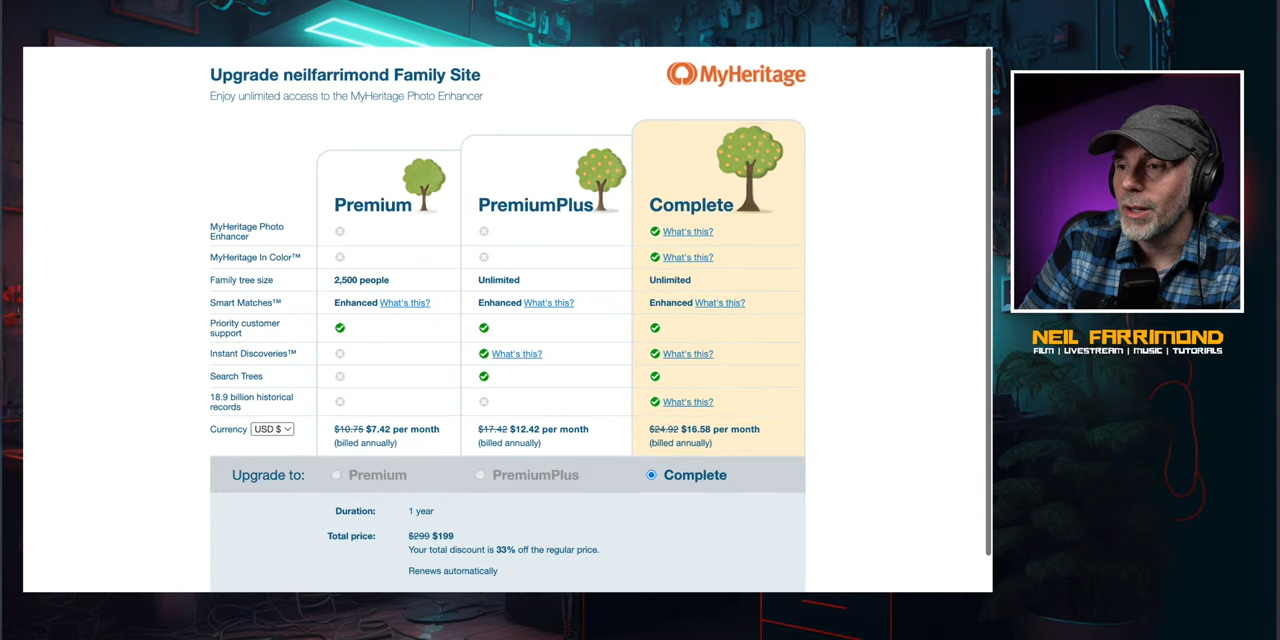 Upgrade neilfarrimond Family Site
Enjoy unlimited access to the MyHeritage Photo Enhancer
MyHeritage
Premium
PremiumPlus
Complete
MyHeritage Photo
Enhancer
What's this?
MyHeritage In Color™
What's this?
Family tree size
2,500 people
Unlimited
Unlimited
Smart Matches™
Enhanced What's this?
Enhanced What's this?
Enhanced What's this?
Priority customer
support
Instant Discoveries™
What's this?
What's this?
Search Trees
18.9 billion historical
records
What's this?
Currency USD $
$10.75 $7.42 per month
(billed annually)
$17.42 $12.42 per month
(billed annually)
$24.92 $16.58 per month
(billed annually)
Upgrade to:
Premium
PremiumPlus
Complete
Duration: 1 year
Total price: $299 $199
Your total discount is 33% off the regular price.
Renews automatically
NEIL FARRIMOND
FILM | LIVESTREAM | MUSIC | TUTORIALS